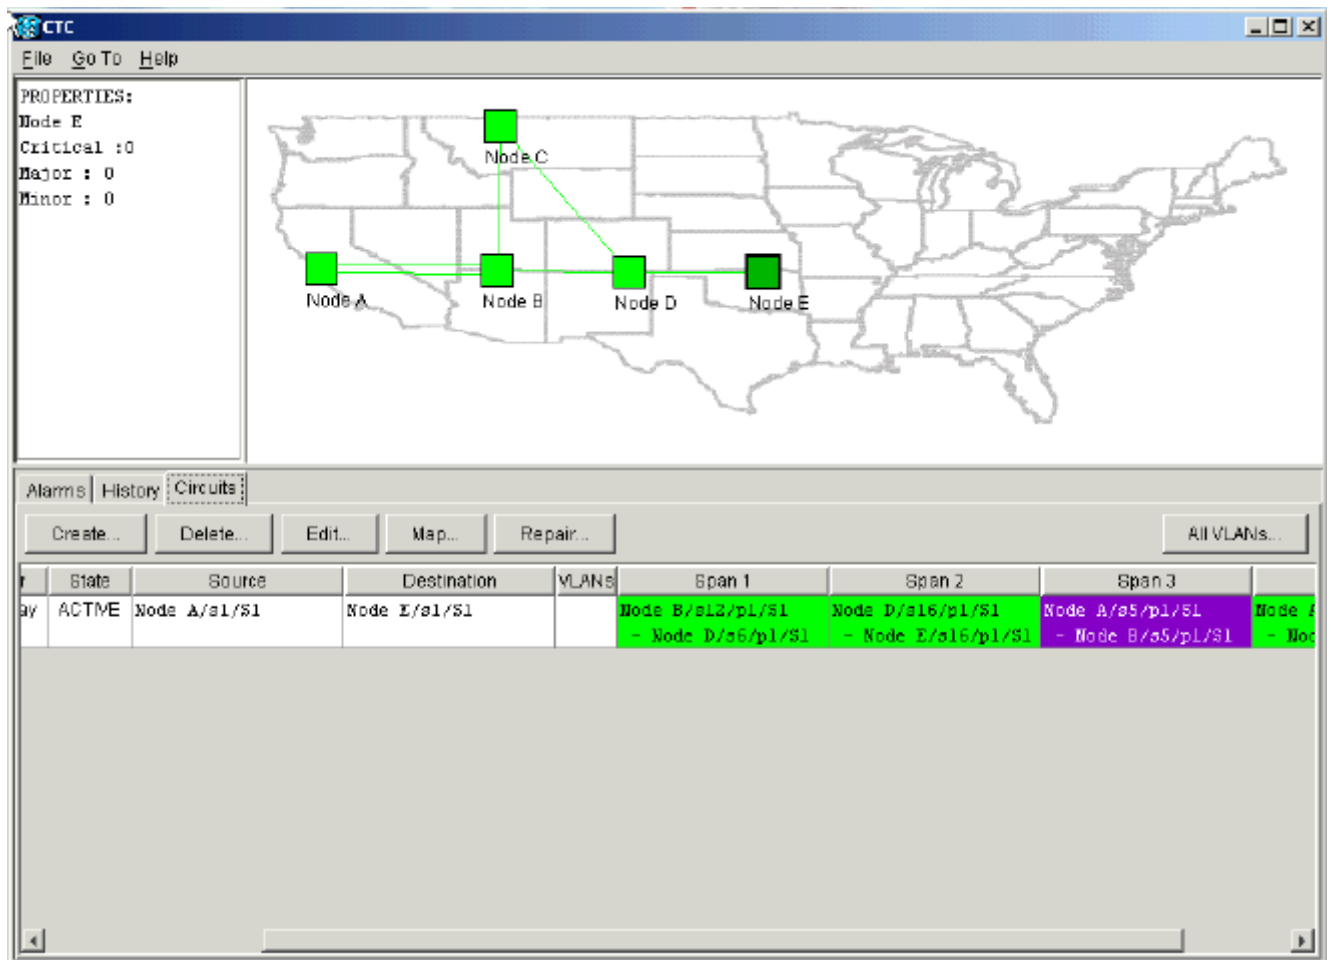 CTC
File Go To Help
PROPERTIES:
Node E
Critical :0
Major : 0
Minor : 0
Node C
Node A
Node B
Node D
Node E
Alarms History Circuits
Create... Delete... Edit... Map... Repair... All VLANs...
r State Source Destination VLANs Span 1 Span 2 Span 3
ay ACTIVE Node A/s1/S1 Node E/s1/S1 Node B/s12/p1/S1 Node D/s16/p1/S1 Node A/s5/p1/S1 Node
- Node D/s6/p1/S1 - Node E/s16/p1/S1 - Node B/s5/p1/S1 - Noc